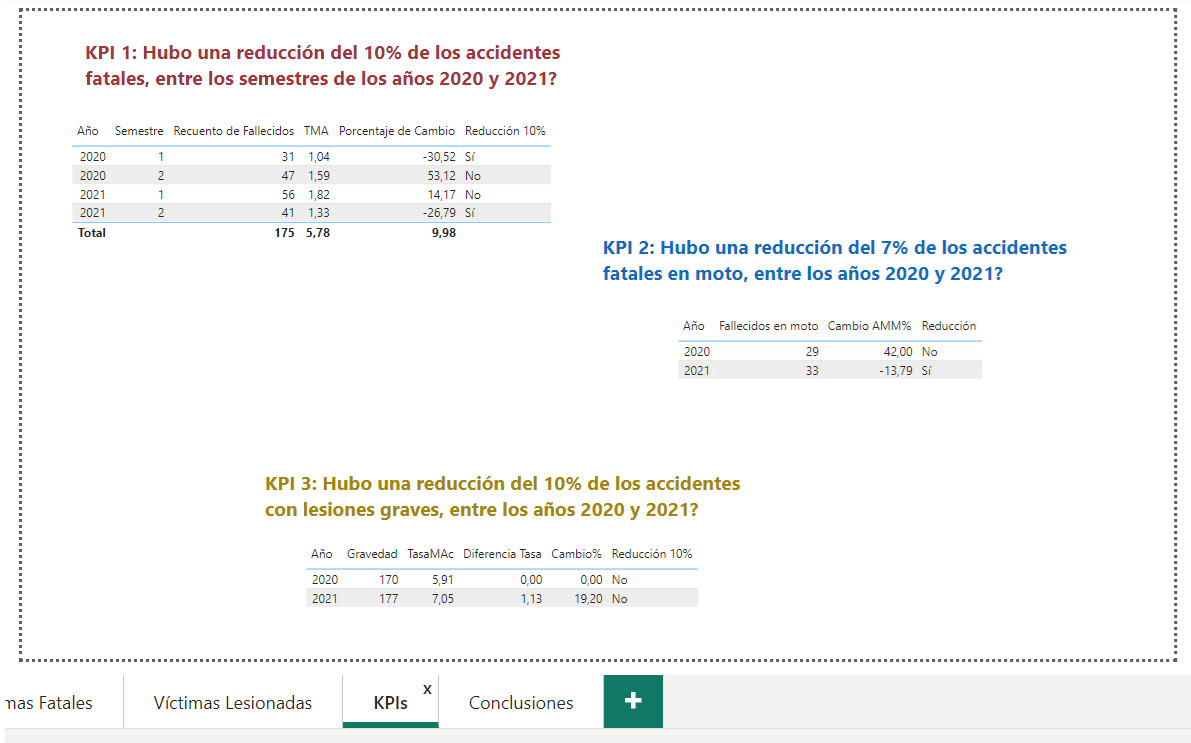 KPI 1: Hubo una reducción del 10% de los accidentes
fatales, entre los semestres de los años 2020 y 2021?
Año Semestre Recuento de Fallecidos TMA Porcentaje de Cambio Reducción 10%
2020 1 31 1,04 -30,52 Sí
2020 2 47 1,59 53,12 No
2021 1 56 1,82 14,17 No
2021 2 41 1,33 -26,79 Sí
Total 175 5,78 9,98
KPI 2: Hubo una reducción del 7% de los accidentes
fatales en moto, entre los años 2020 y 2021?
Año Fallecidos en moto Cambio AMM% Reducción
2020 29 42,00 No
2021 33 -13,79 Sí
KPI 3: Hubo una reducción del 10% de los accidentes
con lesiones graves, entre los años 2020 y 2021?
Año Gravedad TasaMAc Diferencia Tasa Cambio% Reducción 10%
2020 170 5,91 0,00 0,00 No
2021 177 7,05 1,13 19,20 No
mas Fatales Víctimas Lesionadas KPIs x Conclusiones +